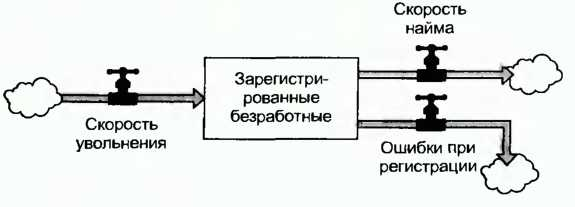 Скорость
найма
Зарегистри-
рованные
безработные
Скорость
увольнения
Ошибки при
регистрации